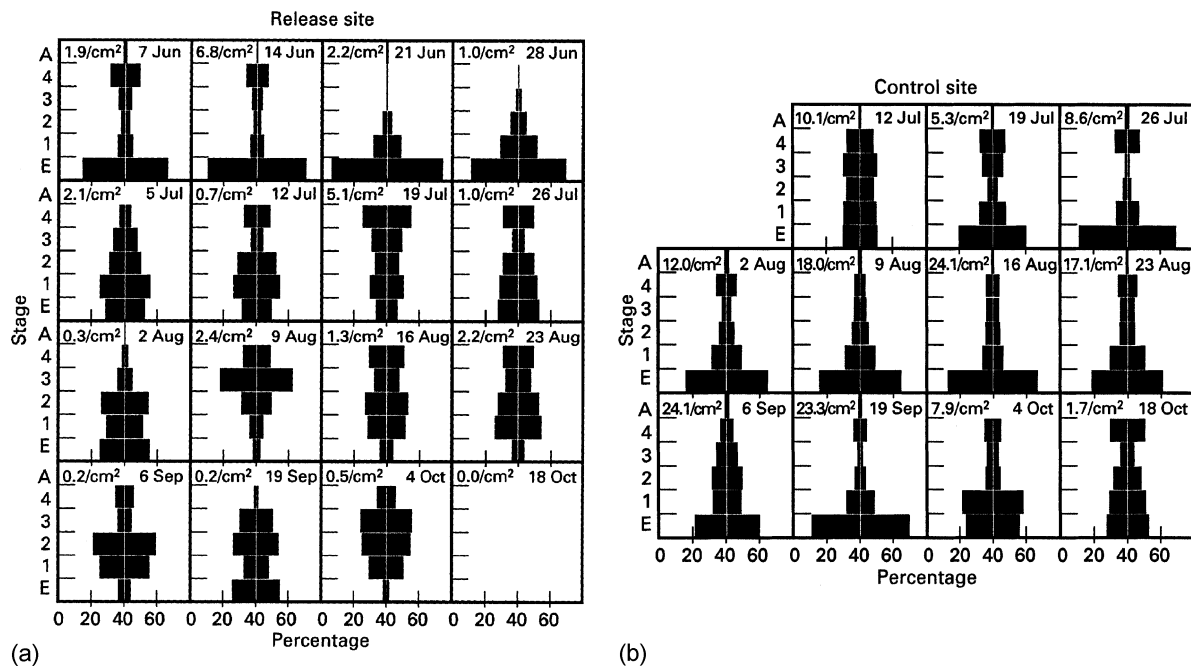 Release site
A 1.9/cm² 7 Jun 6.8/cm² 14 Jun 2.2/cm² 21 Jun 1.0/cm² 28 Jun
4
3
2
1
E
A 2.1/cm² 5 Jul 0.7/cm² 12 Jul 5.1/cm² 19 Jul 1.0/cm² 26 Jul
4
3
2
1
E
A 0.3/cm² 2 Aug 2.4/cm² 9 Aug 1.3/cm² 16 Aug 2.2/cm² 23 Aug
4
3
2
1
E
A 0.2/cm² 6 Sep 0.2/cm² 19 Sep 0.5/cm² 4 Oct 0.0/cm² 18 Oct
4
3
2
1
E
Stage
0 20 40 60 0 20 40 60 0 20 40 60 0 20 40 60
Percentage
(a)
Control site
A 10.1/cm² 12 Jul 5.3/cm² 19 Jul 8.6/cm² 26 Jul
4
3
2
1
E
A 12.0/cm² 2 Aug 18.0/cm² 9 Aug 24.1/cm² 16 Aug 17.1/cm² 23 Aug
4
3
2
1
E
A 24.1/cm² 6 Sep 23.3/cm² 19 Sep 7.9/cm² 4 Oct 1.7/cm² 18 Oct
4
3
2
1
E
Stage
0 20 40 60 0 20 40 60 0 20 40 60 0 20 40 60
Percentage
(b)